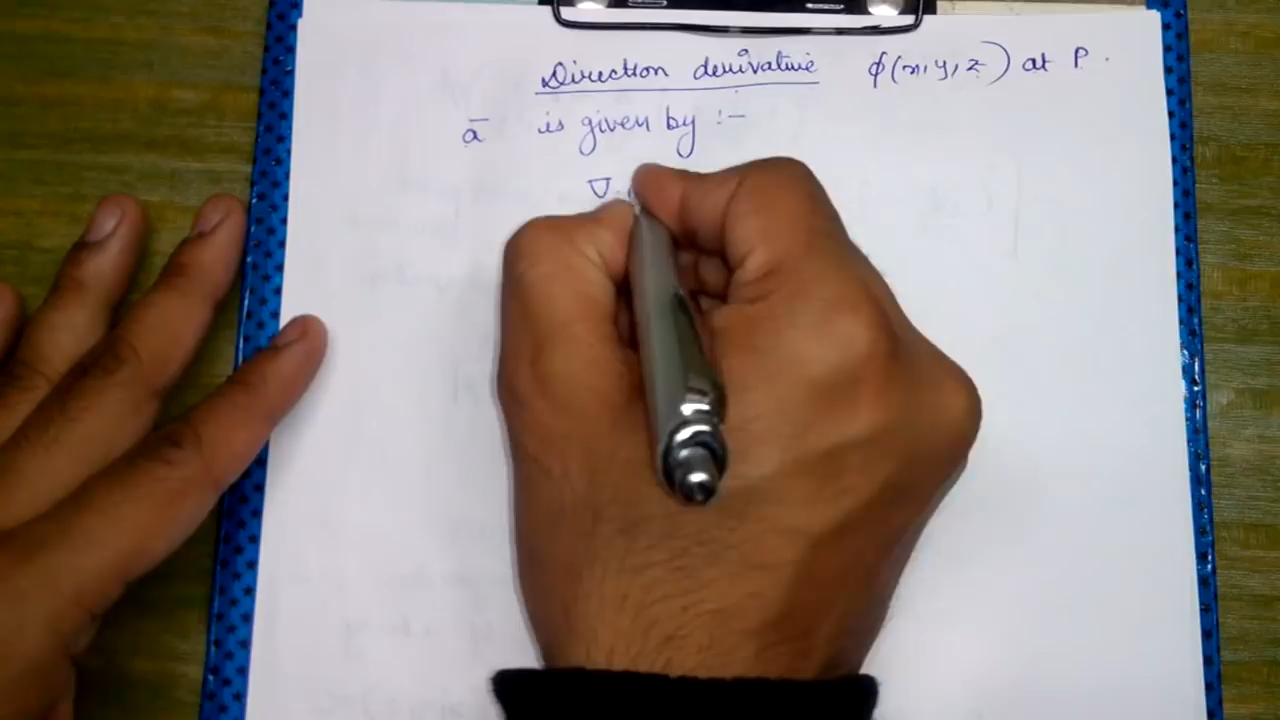 Direction derivative φ(x,y,z) at P.
ā is given by :-
∇.